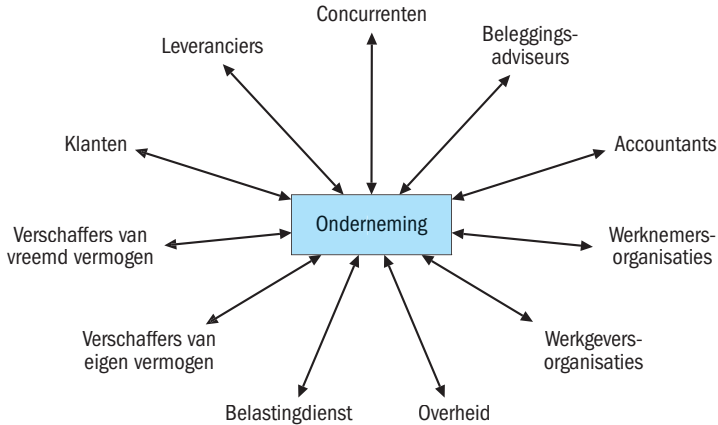 Concurrenten
Leveranciers
Beleggings-
adviseurs
Klanten
Accountants
Onderneming
Verschaffers van
vreemd vermogen
Werknemers-
organisaties
Verschaffers van
eigen vermogen
Werkgevers-
organisaties
Belastingdienst
Overheid